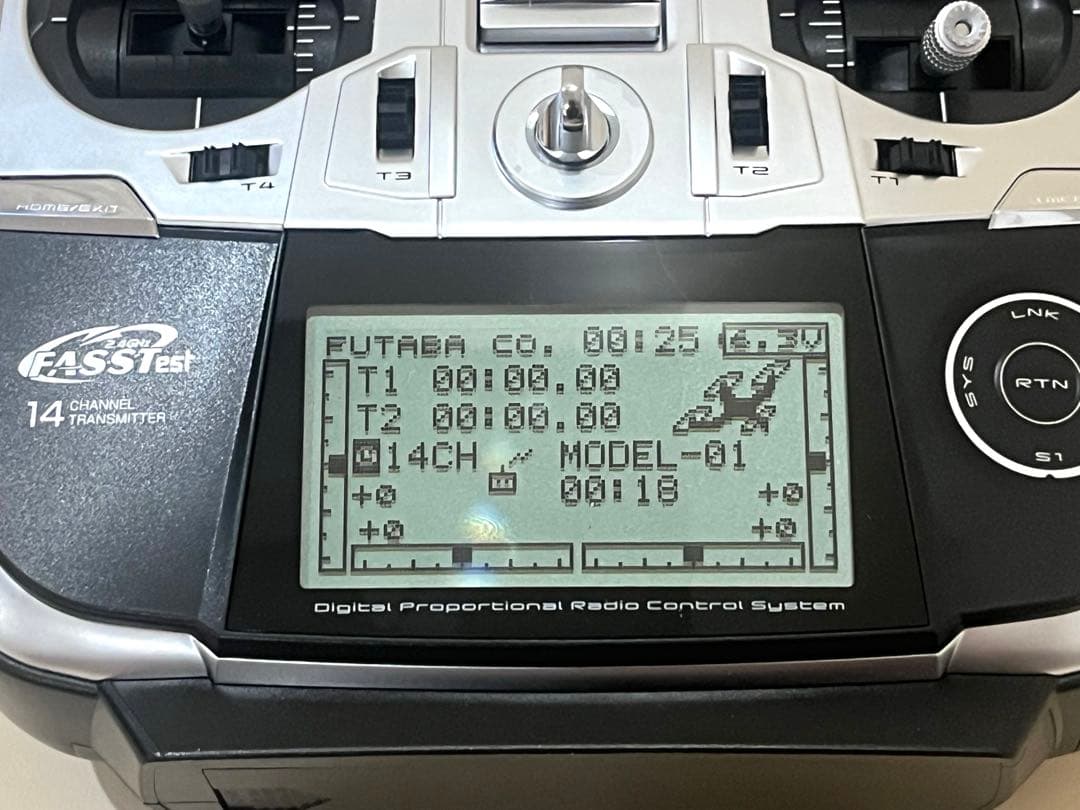 T3
T2
T4
T1
HOME/EXIT
LNK
SYS
RTN
S1
2.4GHz
FASSTest
14 CHANNEL
TRANSMITTER
FUTABA CO. 00:25 6.3V
T1 00:00.00
T2 00:00.00
14CH MODEL-01
00:18
+0 +0
+0 +0
Digital Proportional Radio Control System